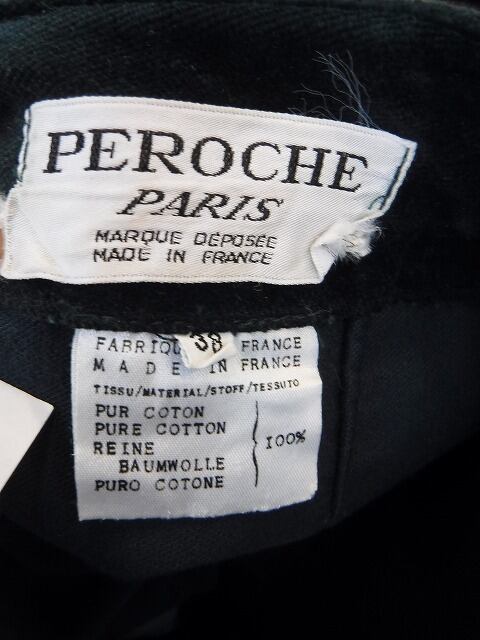 PEROCHE
PARIS
MARQUE DÉPOSÉE
MADE IN FRANCE
38
FABRIQU FRANCE
MADE IN FRANCE
TISSU/MATERIAL/STOFF/TESSUTO
PUR COTON
PURE COTTON
REINE
BAUMWOLLE
PURO COTONE
100%